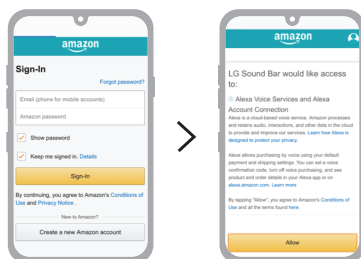 amazon
Sign-In
Forgot password?
Email (phone for mobile accounts)
Amazon password
Show password
Keep me signed in. Details
Sign-In
By continuing, you agree to Amazon's Conditions of
Use and Privacy Notice .
New to Amazon?
Create a new Amazon account
amazon
LG Sound Bar would like access
to:
Alexa Voice Services and Alexa
Account Connection
Alexa is a cloud-based voice service. Amazon processes
and retains audio, interactions, and other data in the cloud
to provide and improve our services. Learn how Alexa is
designed to protect your privacy.
Alexa allows purchasing by voice using your default
payment and shipping settings. You can set a voice
confirmation code, turn off voice purchasing, and see
product and order details in your Alexa app or on
alexa.amazon.com. Learn more
By tapping "Allow", you agree to Amazon's Conditions of
Use and all the terms found here.
Allow